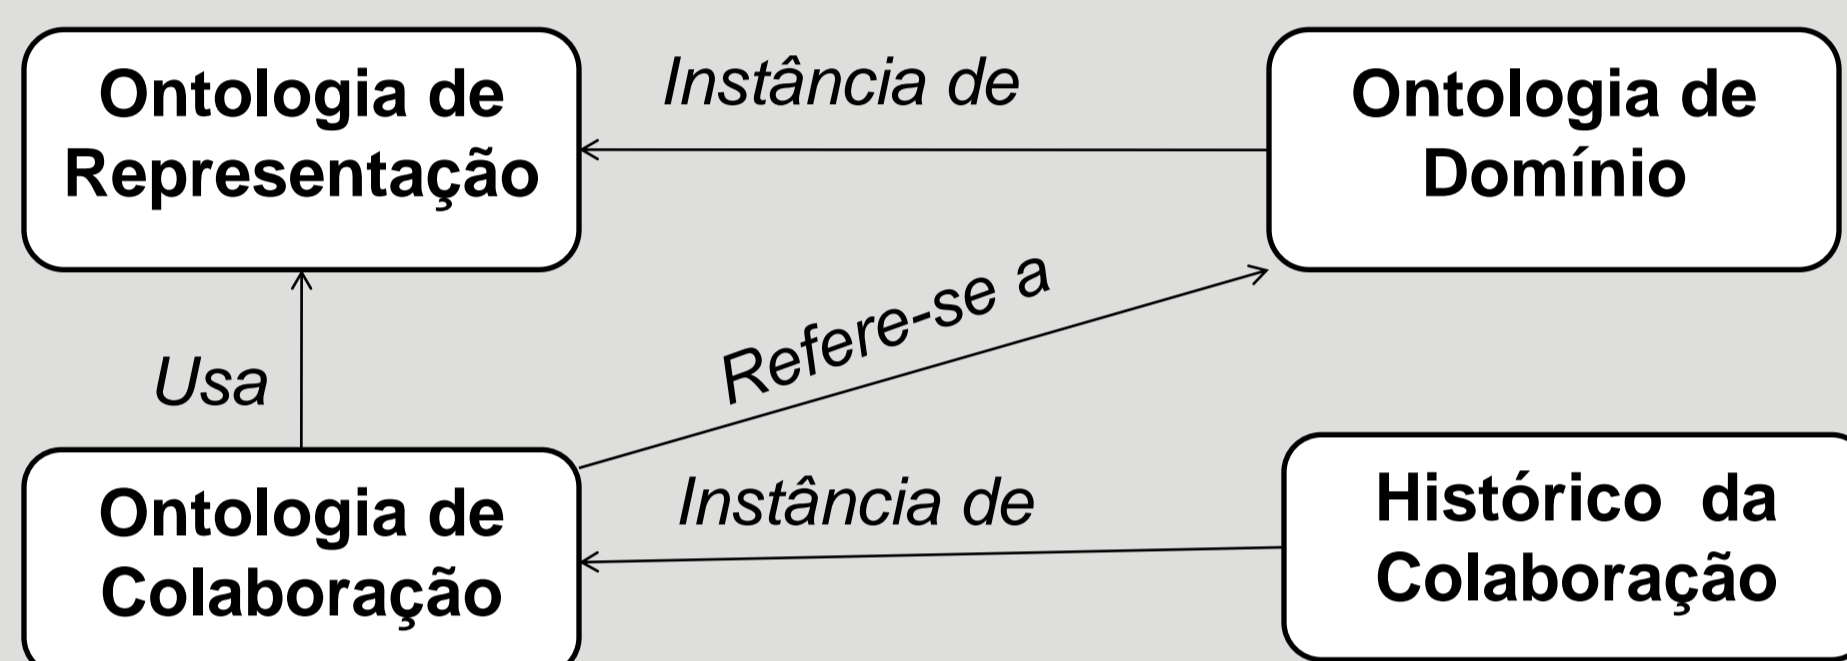 Ontologia de
Representação
Instância de
Ontologia de
Domínio
Refere-se a
Usa
Ontologia de
Colaboração
Instância de
Histórico da
Colaboração